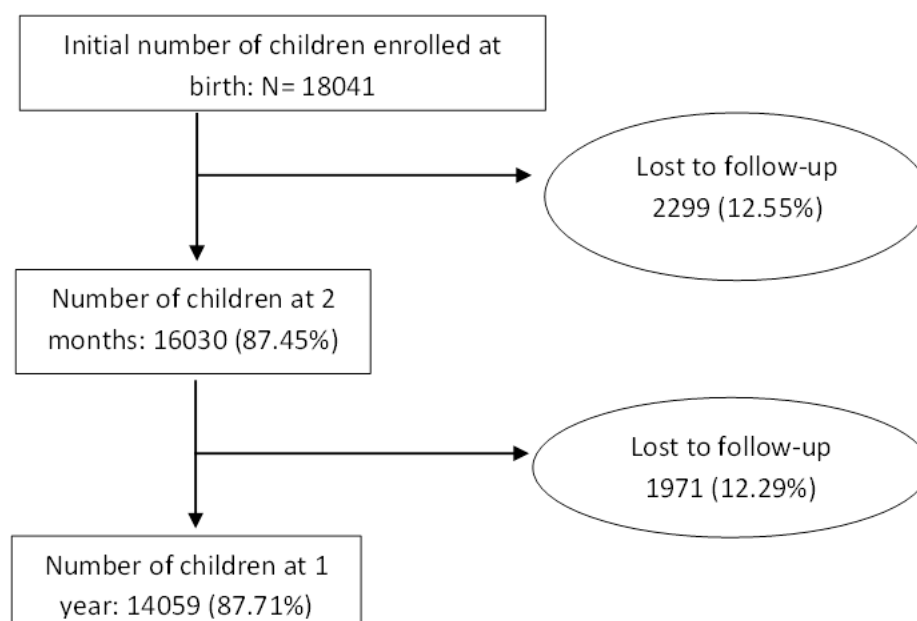 Initial number of children enrolled at
birth: N= 18041
Lost to follow-up
2299 (12.55%)
Number of children at 2
months: 16030 (87.45%)
Lost to follow-up
1971 (12.29%)
Number of children at 1
year: 14059 (87.71%)